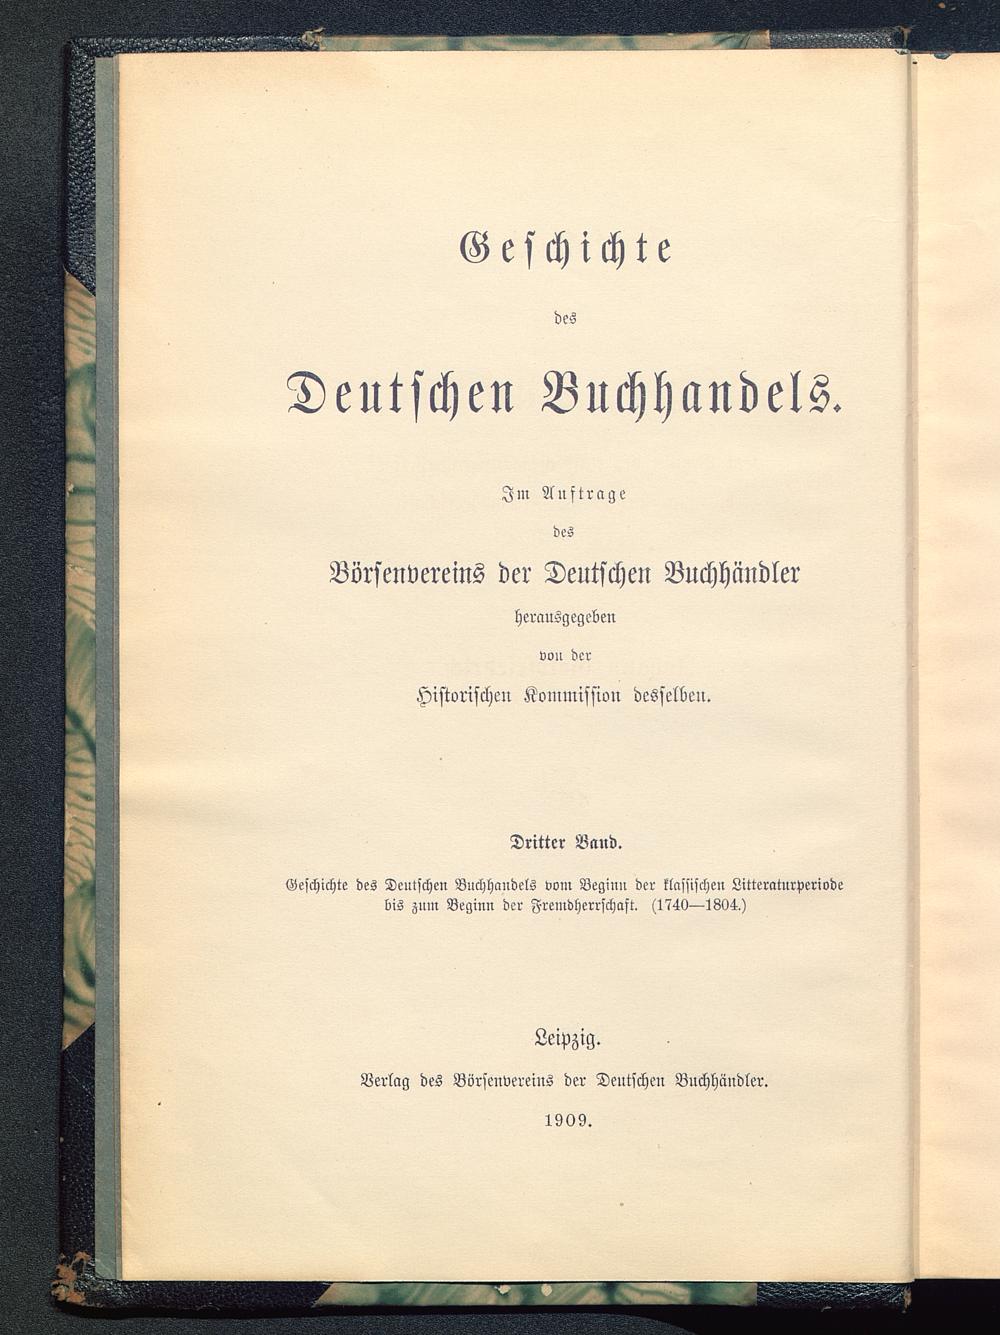 Geschichte
des
Deutschen Buchhandels.
Im Auftrage
des
Börsenvereins der Deutschen Buchhändler
herausgegeben
von der
Historischen Kommission desselben.
Dritter Band.
Geschichte des Deutschen Buchhandels vom Beginn der klassischen Litteraturperiode
bis zum Beginn der Fremdherrschaft. (1740—1804.)
Leipzig.
Verlag des Börsenvereins der Deutschen Buchhändler.
1909.